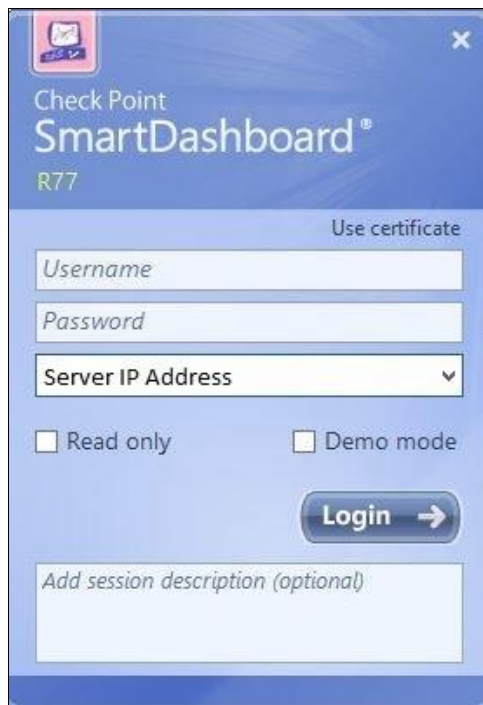 Check Point
SmartDashboard®
R77
Use certificate
Username
Password
Server IP Address
Read only
Demo mode
Login
Add session description (optional)